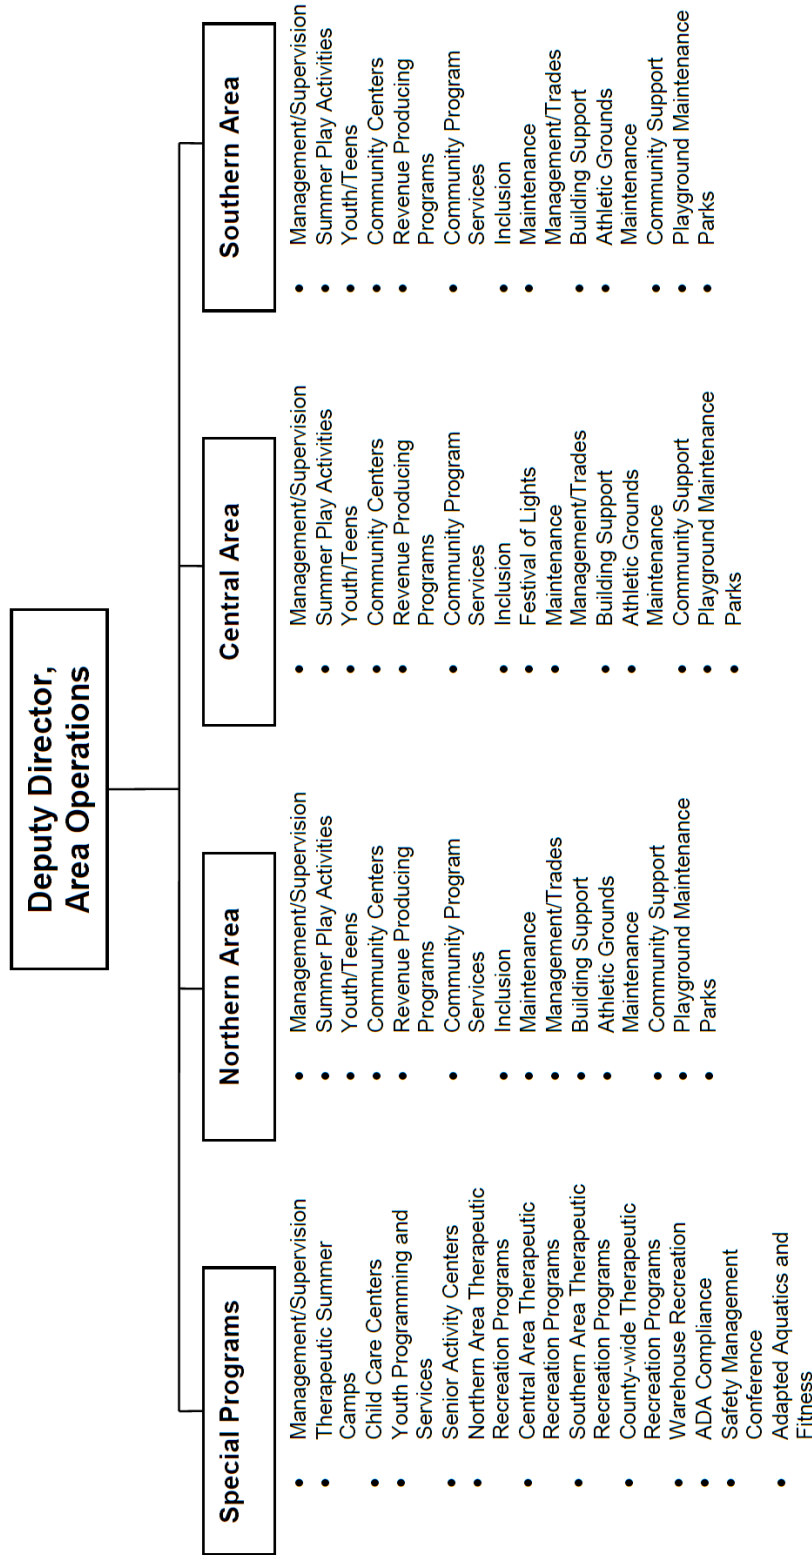 Deputy Director,
Area Operations
Special Programs
Management/Supervision
Therapeutic Summer
Camps
Child Care Centers
Youth Programming and
Services
Senior Activity Centers
Northern Area Therapeutic
Recreation Programs
Central Area Therapeutic
Recreation Programs
Southern Area Therapeutic
Recreation Programs
County-wide Therapeutic
Recreation Programs
Warehouse Recreation
ADA Compliance
Safety Management
Conference
Adapted Aquatics and
Fitness
Northern Area
Management/Supervision
Summer Play Activities
Youth/Teens
Community Centers
Revenue Producing
Programs
Community Program
Services
Inclusion
Maintenance
Management/Trades
Building Support
Athletic Grounds
Maintenance
Community Support
Playground Maintenance
Parks
Central Area
Management/Supervision
Summer Play Activities
Youth/Teens
Community Centers
Revenue Producing
Programs
Community Program
Services
Inclusion
Festival of Lights
Maintenance
Management/Trades
Building Support
Athletic Grounds
Maintenance
Community Support
Playground Maintenance
Parks
Southern Area
Management/Supervision
Summer Play Activities
Youth/Teens
Community Centers
Revenue Producing
Programs
Community Program
Services
Inclusion
Maintenance
Management/Trades
Building Support
Athletic Grounds
Maintenance
Community Support
Playground Maintenance
Parks